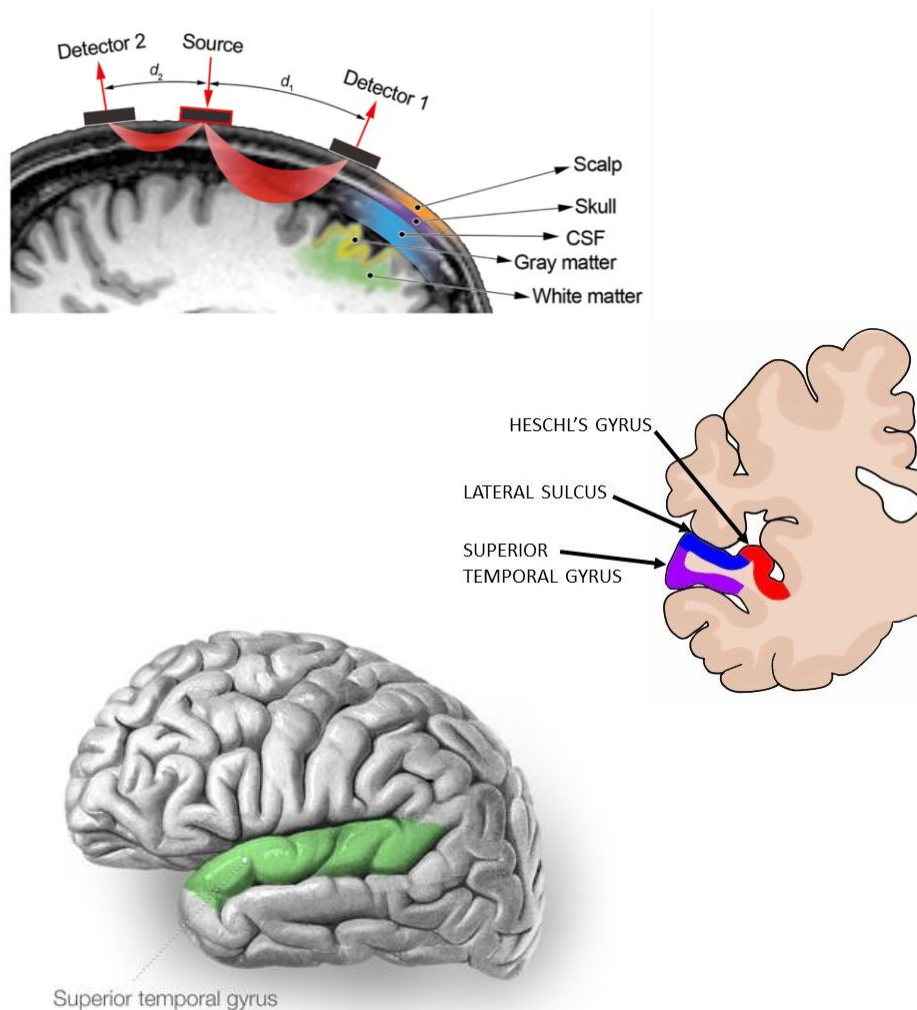 Detector 2
Source
d2
d1
Detector 1
Scalp
Skull
CSF
Gray matter
White matter
HESCHL'S GYRUS
LATERAL SULCUS
SUPERIOR
TEMPORAL GYRUS
Superior temporal gyrus